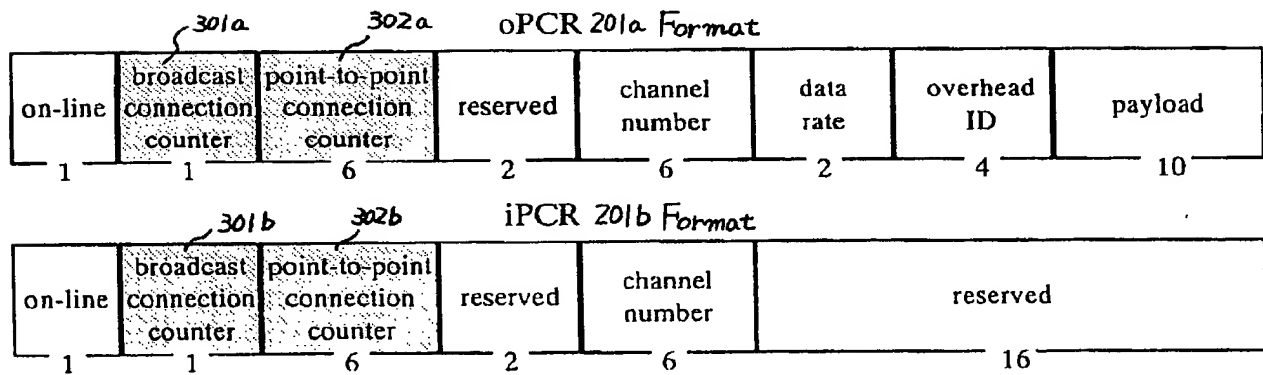 301a 302a oPCR 201a Format
on-line
broadcast connection counter
point-to-point connection counter
reserved
channel number
data rate
overhead ID
payload
1 1 6 2 6 2 4 10
301b 302b iPCR 201b Format
on-line
broadcast connection counter
point-to-point connection counter
reserved
channel number
reserved
1 1 6 2 6 16